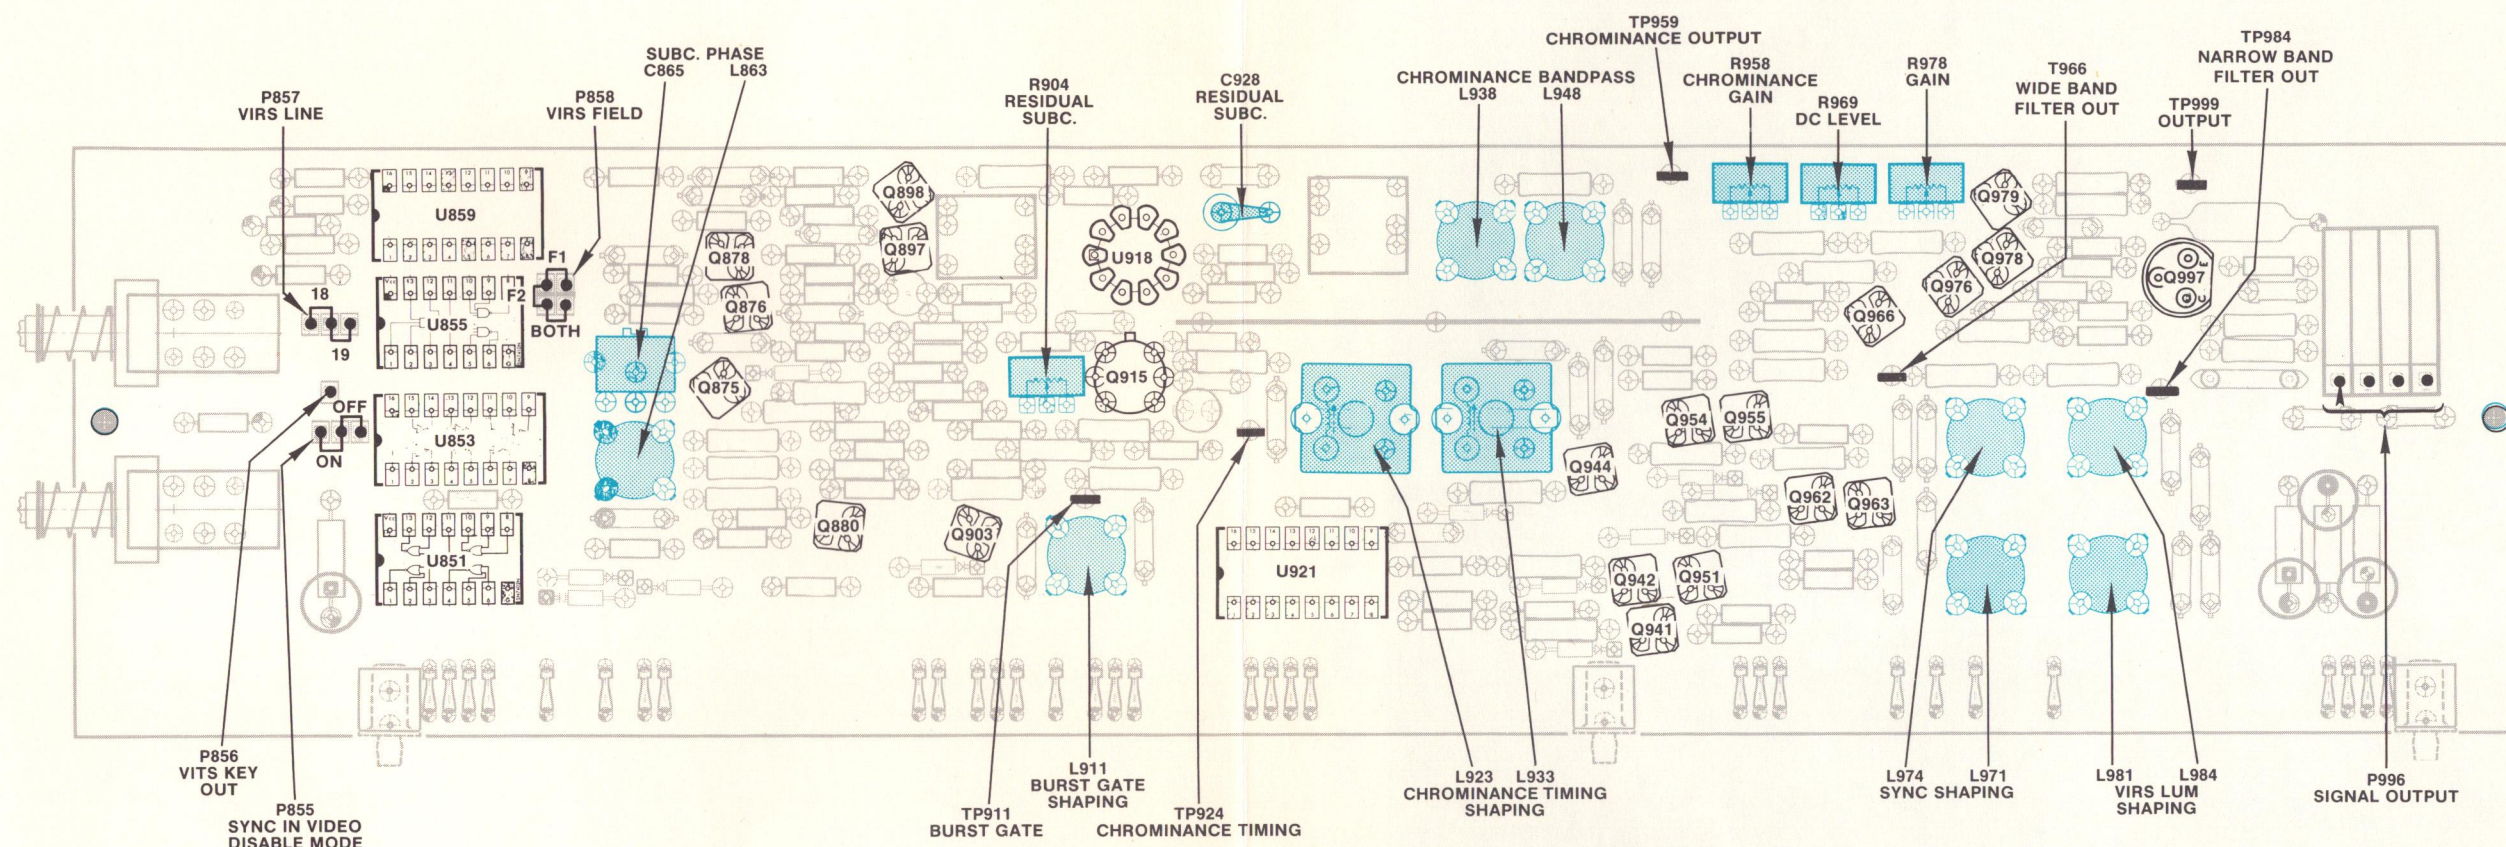 TP959
CHROMINANCE OUTPUT
TP984
NARROW BAND
FILTER OUT
SUBC. PHASE
C865 L863
R904
RESIDUAL
SUBC.
C928
RESIDUAL
SUBC.
CHROMINANCE BANDPASS
L938 L948
R958
CHROMINANCE
GAIN
R978
GAIN
T966
WIDE BAND
FILTER OUT
P857
VIRS LINE
P858
VIRS FIELD
R969
DC LEVEL
TP999
OUTPUT
U859
Q898
Q897
Q878
Q876
U918
Q979
Q978
Q976
Q966
Q997
F1
F2
BOTH
18
19
U855
Q875
Q915
OFF
ON
U853
Q954
Q955
Q944
Q962
Q963
Q880
Q903
U851
U921
Q942
Q951
Q941
P856
VITS KEY
OUT
P855
SYNC IN VIDEO
DISABLE MODE
L911
BURST GATE
SHAPING
TP911
BURST GATE
TP924
CHROMINANCE TIMING
L923 L933
CHROMINANCE TIMING
SHAPING
L974 L971
SYNC SHAPING
L981 L984
VIRS LUM
SHAPING
P996
SIGNAL OUTPUT